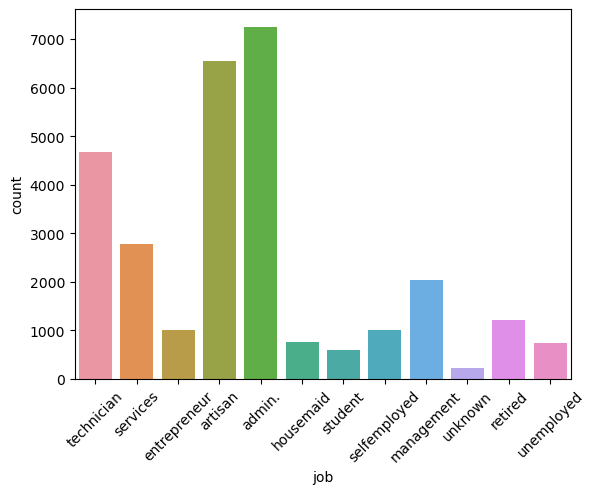 count
7000
6000
5000
4000
3000
2000
1000
0
technician
services
entrepreneur
artisan
admin.
housemaid
student
selfemployed
management
unknown
retired
unemployed
job